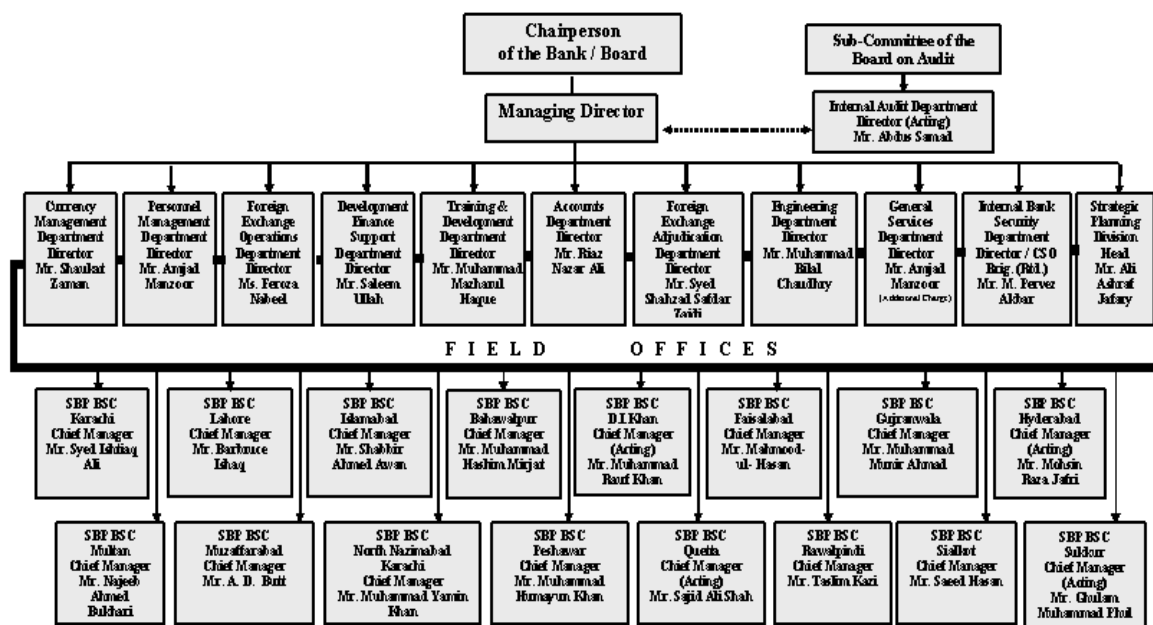 Chairperson
of the Bank / Board
Sub-Committee of the
Board on Audit
Managing Director
Internal Audit Department
Director (Acting)
Mr. Abdus Samad
Currency
Management
Department
Director
Mr. Shaukat
Zaman
Personnel
Management
Department
Director
Mr. Amjad
Manzoor
Foreign
Exchange
Operations
Department
Director
Ms. Feroza
Nabeel
Development
Finance
Support
Department
Director
Mr. Saleem
Ullah
Training &
Development
Department
Director
Mr. Muhammad
Mazharul
Haque
Accounts
Department
Director
Mr. Riaz
Nazar Ali
Foreign
Exchange
Adjudication
Department
Director
Mr. Syed
Shahzad Safdar
Zaidi
Engineering
Department
Director
Mr. Muhammad
Bilal
Chaudhry
General
Services
Department
Director
Mr. Amjad
Manzoor
(Additional Charge)
Internal Bank
Security
Department
Director / CSO
Brig. (Rtd.)
Mr. M. Pervez
Akbar
Strategic
Planning
Division
Head
Mr. Ali
Ashraf
Jafary
FIELD OFFICES
SBP BSC
Karachi
Chief Manager
Mr. Syed Ishtiaq
Ali
SBP BSC
Lahore
Chief Manager
Mr. Barbruce
Ishaq
SBP BSC
Islamabad
Chief Manager
Mr. Shabbir
Ahmed Awan
SBP BSC
Bahawalpur
Chief Manager
Mr. Muhammad
Hashim Mirjat
SBP BSC
D.I.Khan
Chief Manager
(Acting)
Mr. Muhammad
Rauf Khan
SBP BSC
Faisalabad
Chief Manager
Mr. Mahmood-
ul- Hasan
SBP BSC
Gujranwala
Chief Manager
Mr. Muhammad
Munir Ahmad
SBP BSC
Hyderabad
Chief Manager
(Acting)
Mr. Mohsin
Raza Jafri
SBP BSC
Multan
Chief Manager
Mr. Najeeb
Ahmed
Bukhari
SBP BSC
Muzaffarabad
Chief Manager
Mr. A. D. Butt
SBP BSC
North Nazimabad
Karachi
Chief Manager
Mr. Muhammad Yamin
Khan
SBP BSC
Peshawar
Chief Manager
Mr. Muhammad
Humayun Khan
SBP BSC
Quetta
Chief Manager
(Acting)
Mr. Sajid Ali Shah
SBP BSC
Rawalpindi
Chief Manager
Mr. Taslim Kazi
SBP BSC
Sialkot
Chief Manager
Mr. Saeed Hasan
SBP BSC
Sukkur
Chief Manager
(Acting)
Mr. Ghulam
Muhammad Phul